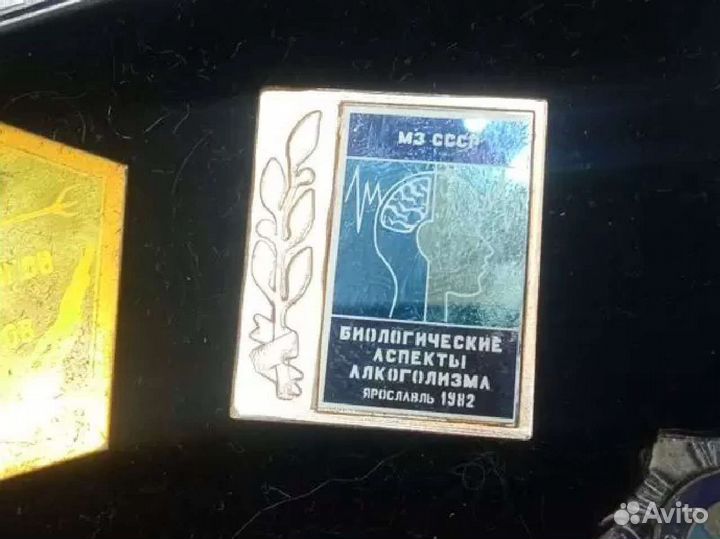 МЗ СССР
БИОЛОГИЧЕСКИЕ
АСПЕКТЫ
АЛКОГОЛИЗМА
ЯРОСЛАВЛЬ 1982
Avito